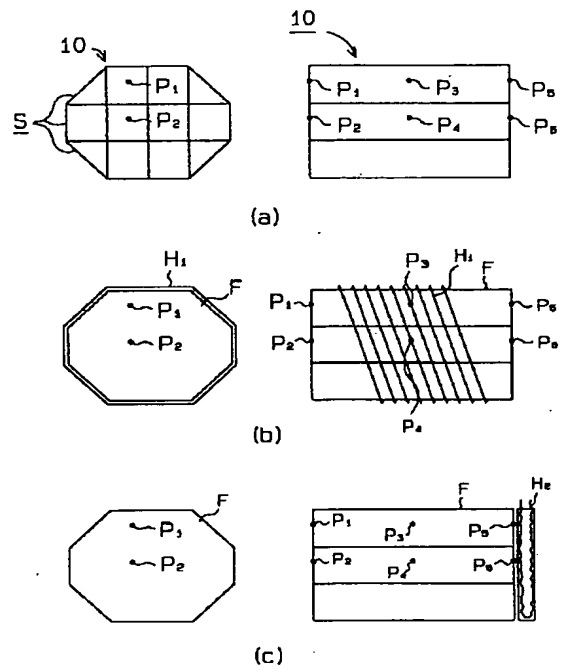 10
S
P₁
P₂
10
P₁
P₃
P₅
P₂
P₄
P₆
(a)
H₁
F
P₁
P₂
P₃
H₁
F
P₁
P₅
P₂
P₆
P₄
(b)
F
P₁
P₂
F
H₂
P₁
P₃
P₅
P₂
P₄
P₆
(c)